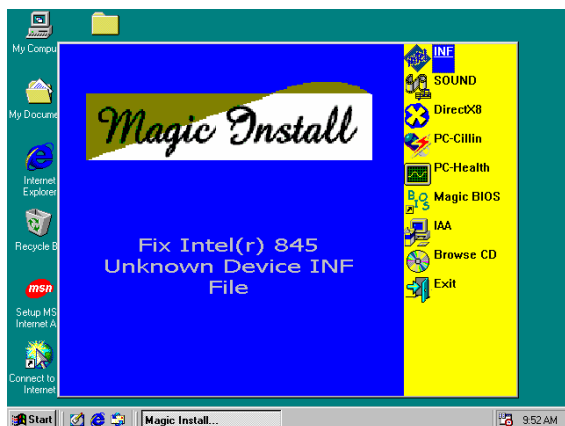 My Compu
My Docume
Internet
Explorer
Recycle B
msn
Setup MS
Internet A
Connect to
Internet
Magic Install
Fix Intel(r) 845
Unknown Device INF
File
INF
SOUND
DirectX8
PC-Cillin
PC-Health
BIOS
Magic BIOS
IAA
Browse CD
Exit
Start
Magic Install...
9:52 AM